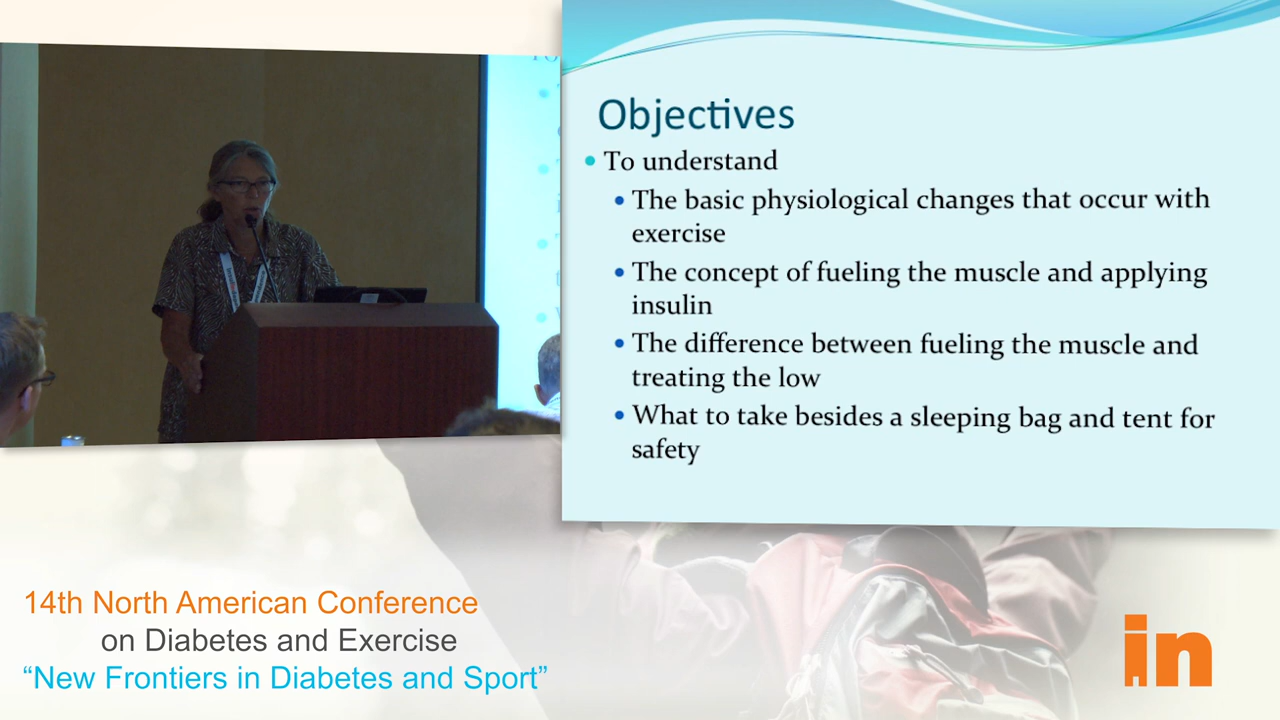 Objectives
• To understand
• The basic physiological changes that occur with
exercise
• The concept of fueling the muscle and applying
insulin
• The difference between fueling the muscle and
treating the low
• What to take besides a sleeping bag and tent for
safety
14th North American Conference
on Diabetes and Exercise
“New Frontiers in Diabetes and Sport”
in